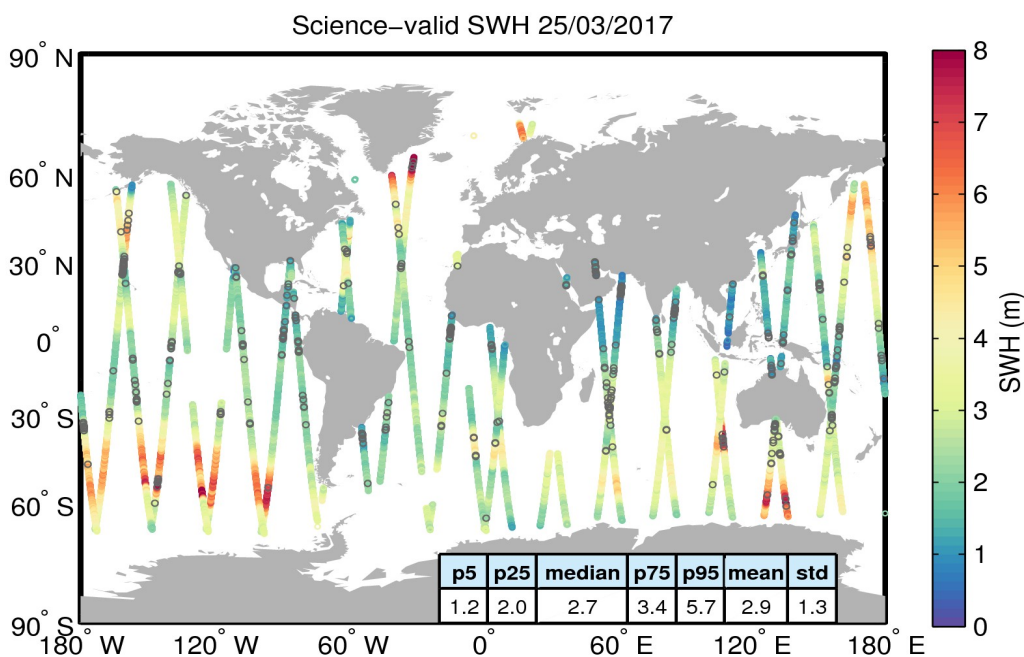 Science−valid SWH 25/03/2017
90° N
60° N
30° N
0°
30° S
60° S
90° S
180° W
120° W
60° W
0°
60° E
120° E
180° E
p5 p25 median p75 p95 mean std
1.2 2.0 2.7 3.4 5.7 2.9 1.3
8
7
6
5
4
3
2
1
0
SWH (m)